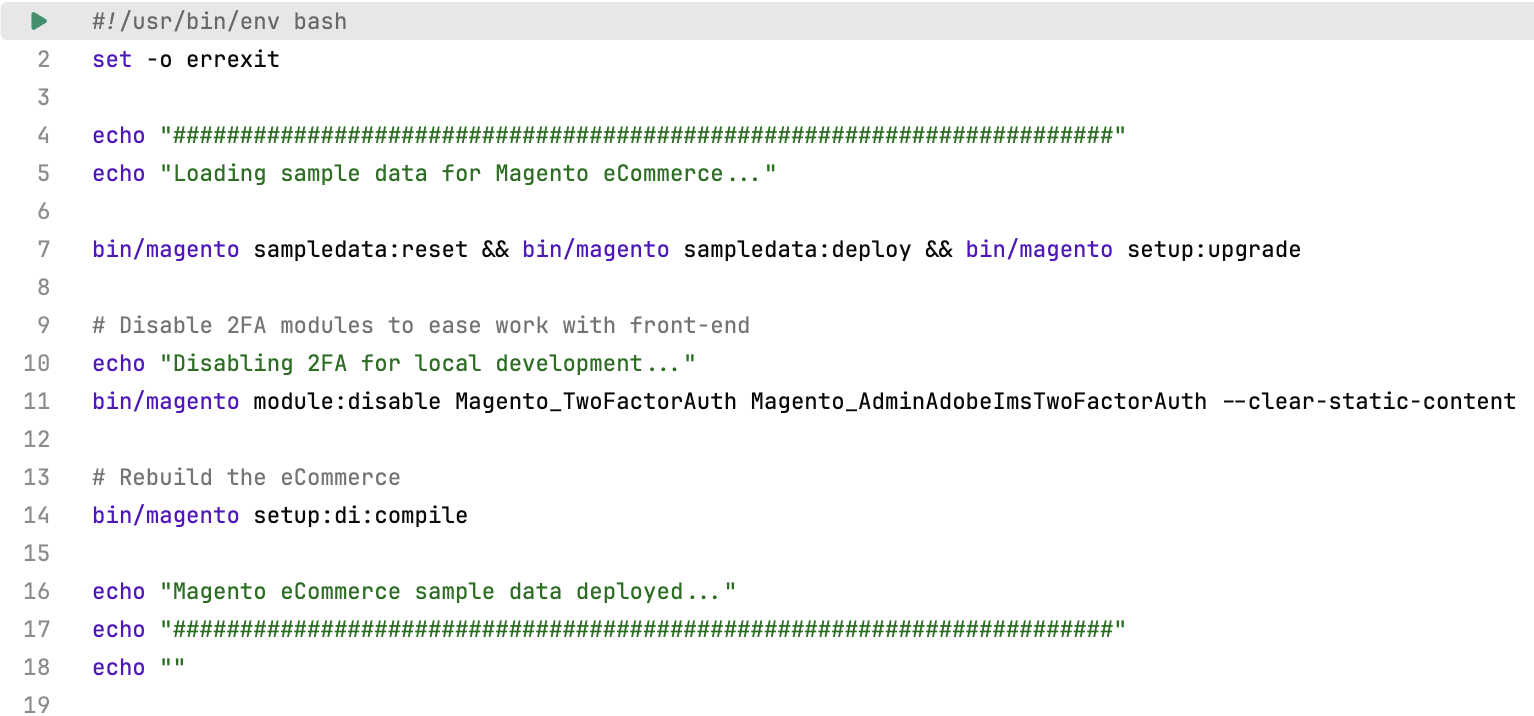 #!/usr/bin/env bash
2 set -o errexit
3
4 echo "######################################################################"
5 echo "Loading sample data for Magento eCommerce..."
6
7 bin/magento sampledata:reset && bin/magento sampledata:deploy && bin/magento setup:upgrade
8
9 # Disable 2FA modules to ease work with front-end
10 echo "Disabling 2FA for local development..."
11 bin/magento module:disable Magento_TwoFactorAuth Magento_AdminAdobeImsTwoFactorAuth --clear-static-content
12
13 # Rebuild the eCommerce
14 bin/magento setup:di:compile
15
16 echo "Magento eCommerce sample data deployed..."
17 echo "######################################################################"
18 echo ""
19